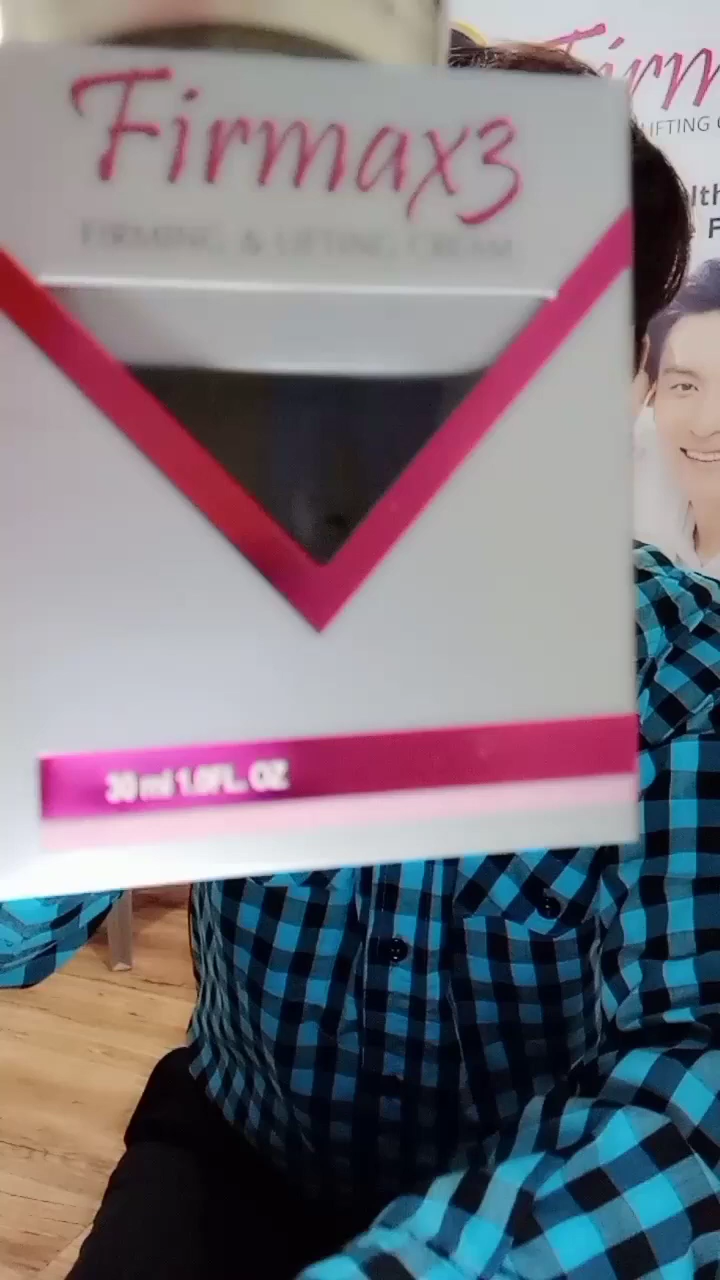 Firmax3
FIRMING & LIFTING CREAM
30 ml 1.0FL. OZ
Firm
LIFTING
lth
F